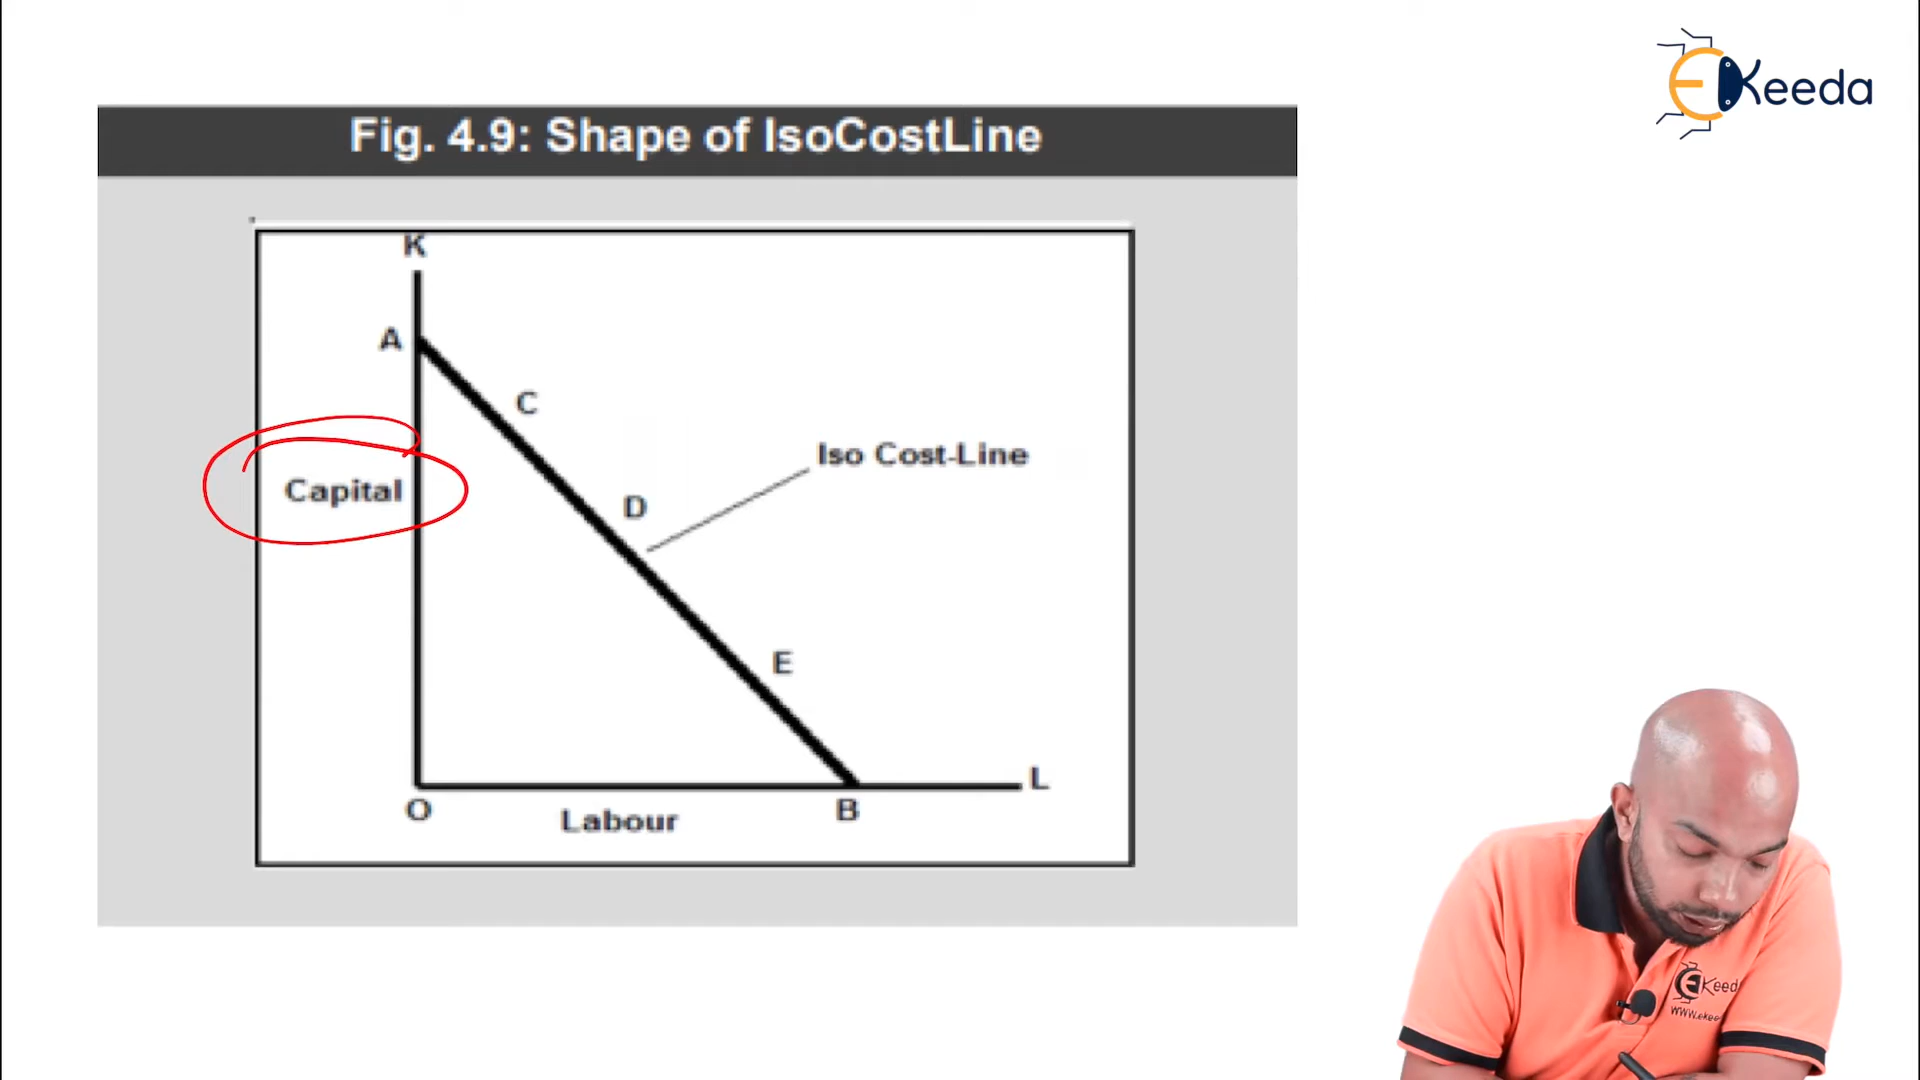 EKeeda
Fig. 4.9: Shape of IsoCostLine
K
A
C
Iso Cost-Line
Capital
D
E
L
O
B
Labour